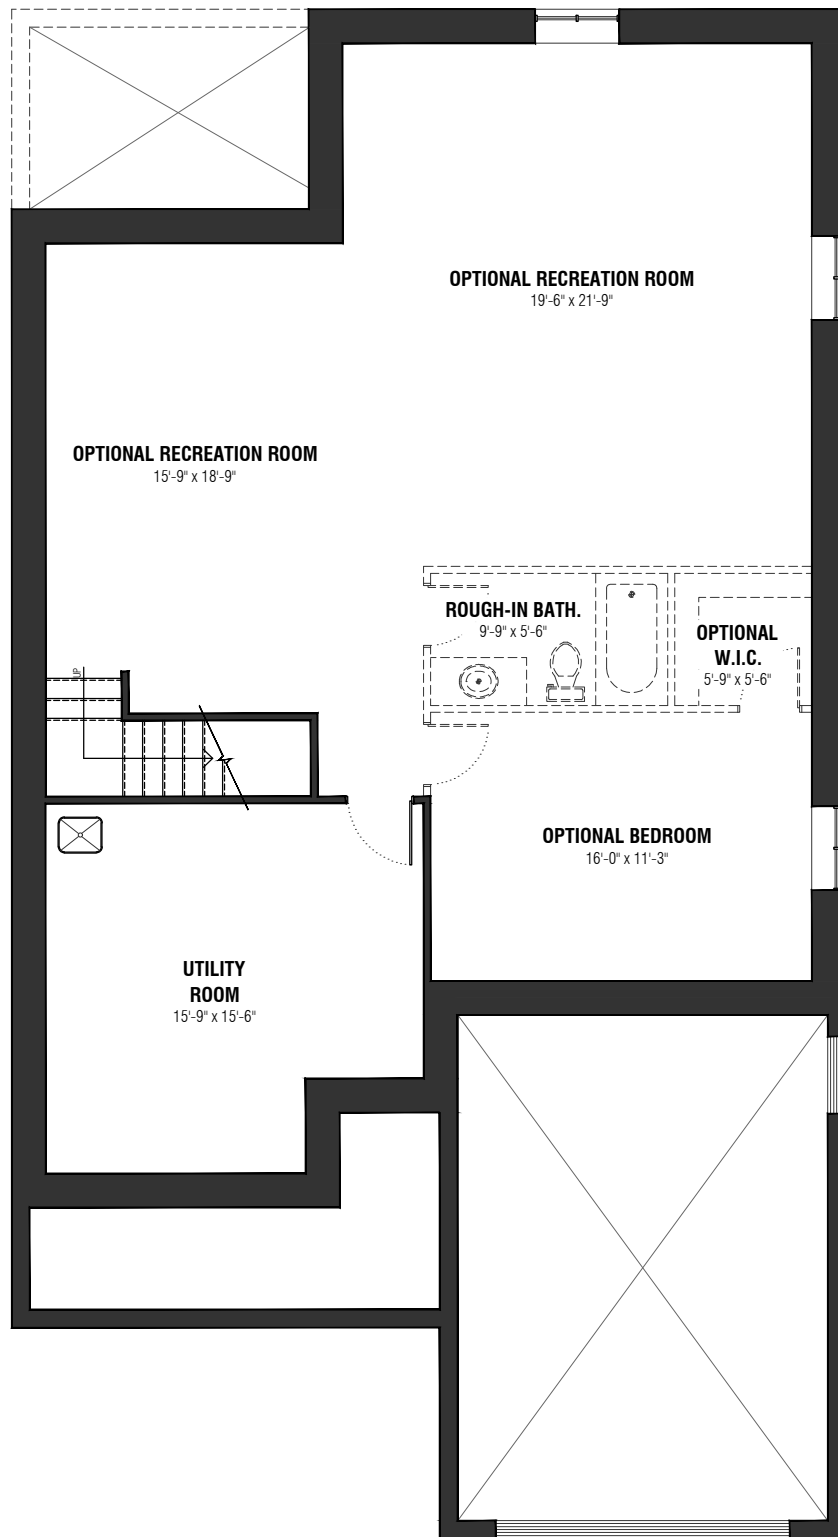 OPTIONAL RECREATION ROOM
19'-6" x 21'-9"
OPTIONAL RECREATION ROOM
15'-9" x 18'-9"
ROUGH-IN BATH.
9'-9" x 5'-6"
OPTIONAL
W.I.C.
5'-9" x 5'-6"
UP
OPTIONAL BEDROOM
16'-0" x 11'-3"
UTILITY
ROOM
15'-9" x 15'-6"